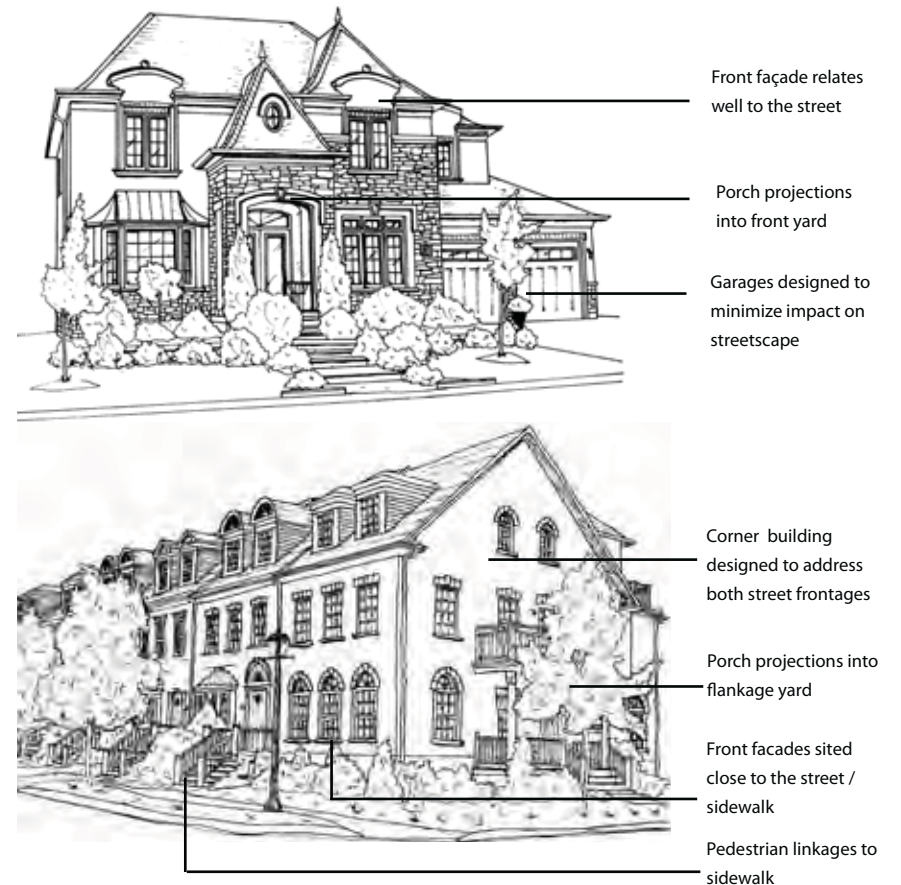 Front façade relates
well to the street
Porch projections
into front yard
Garages designed to
minimize impact on
streetscape
Corner building
designed to address
both street frontages
Porch projections into
flankage yard
Front facades sited
close to the street /
sidewalk
Pedestrian linkages to
sidewalk